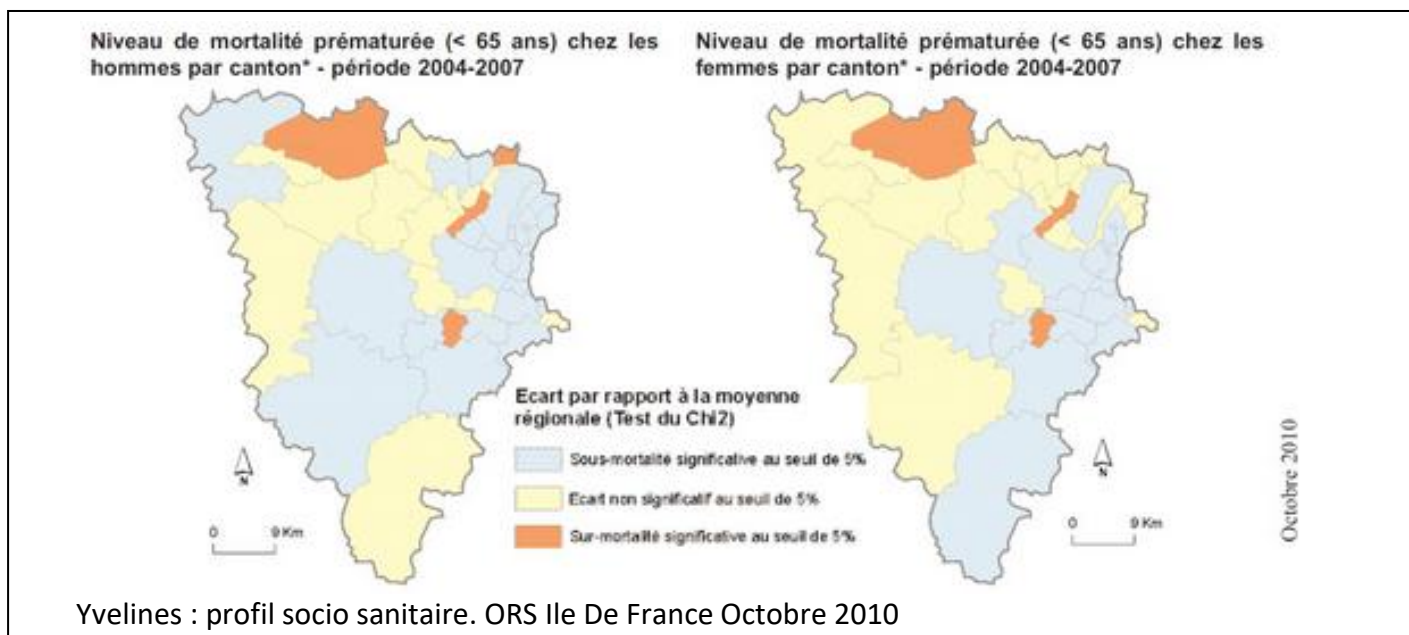 Niveau de mortalité prématurée (< 65 ans) chez les
hommes par canton* - période 2004-2007
Niveau de mortalité prématurée (< 65 ans) chez les
femmes par canton* - période 2004-2007
Ecart par rapport à la moyenne
régionale (Test du Chi2)
Sous-mortalité significative au seuil de 5%
Ecart non significatif au seuil de 5%
Sur-mortalité significative au seuil de 5%
N
0 9 Km
N
0 9 Km
Octobre 2010
Yvelines : profil socio sanitaire. ORS Ile De France Octobre 2010